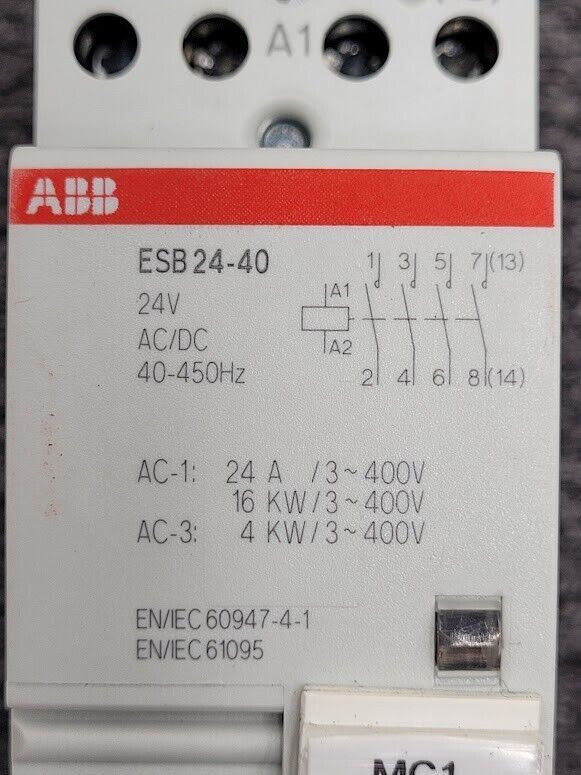 A1
ABB
ESB 24-40
24V
AC/DC
40-450Hz
1 3 5 7 (13)
A1
A2
2 4 6 8 (14)
AC-1: 24 A /3~400V
16 KW/3~400V
AC-3: 4 KW/3~400V
EN/IEC 60947-4-1
EN/IEC 61095
MC1